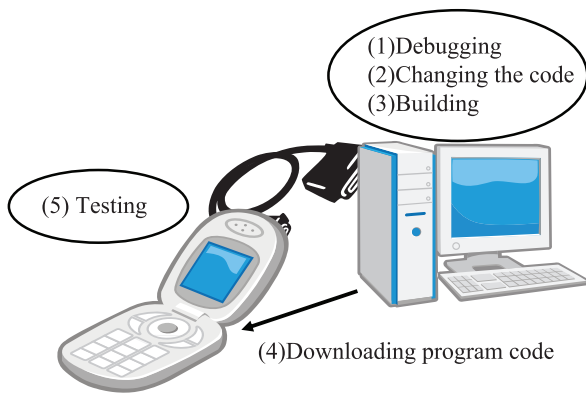 (1)Debugging
(2)Changing the code
(3)Building
(5) Testing
(4)Downloading program code